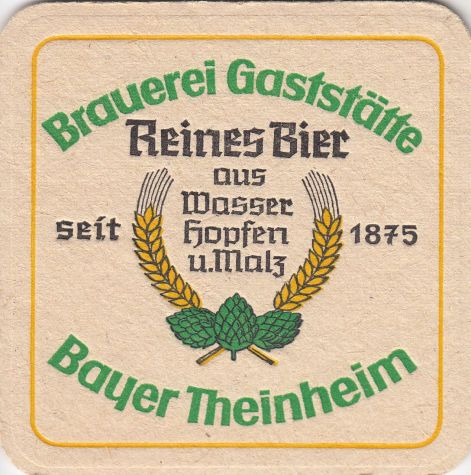 Brauerei Gaststätte
Reines Bier
aus
Wasser
Hopfen
u. Malz
seit 1875
Bayer Theinheim